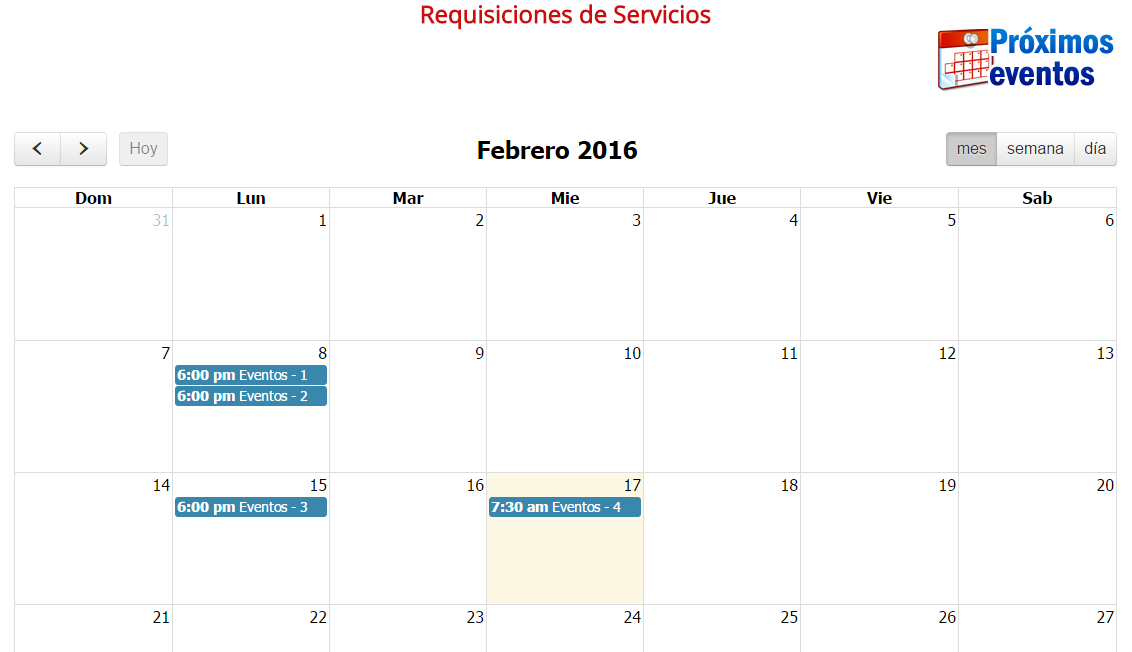 Requisiciones de Servicios
Próximos
eventos
Hoy
Febrero 2016
mes semana día
Dom Lun Mar Mie Jue Vie Sab
31 1 2 3 4 5 6
7 8 9 10 11 12 13
6:00 pm Eventos - 1
6:00 pm Eventos - 2
14 15 16 17 18 19 20
6:00 pm Eventos - 3 7:30 am Eventos - 4
21 22 23 24 25 26 27